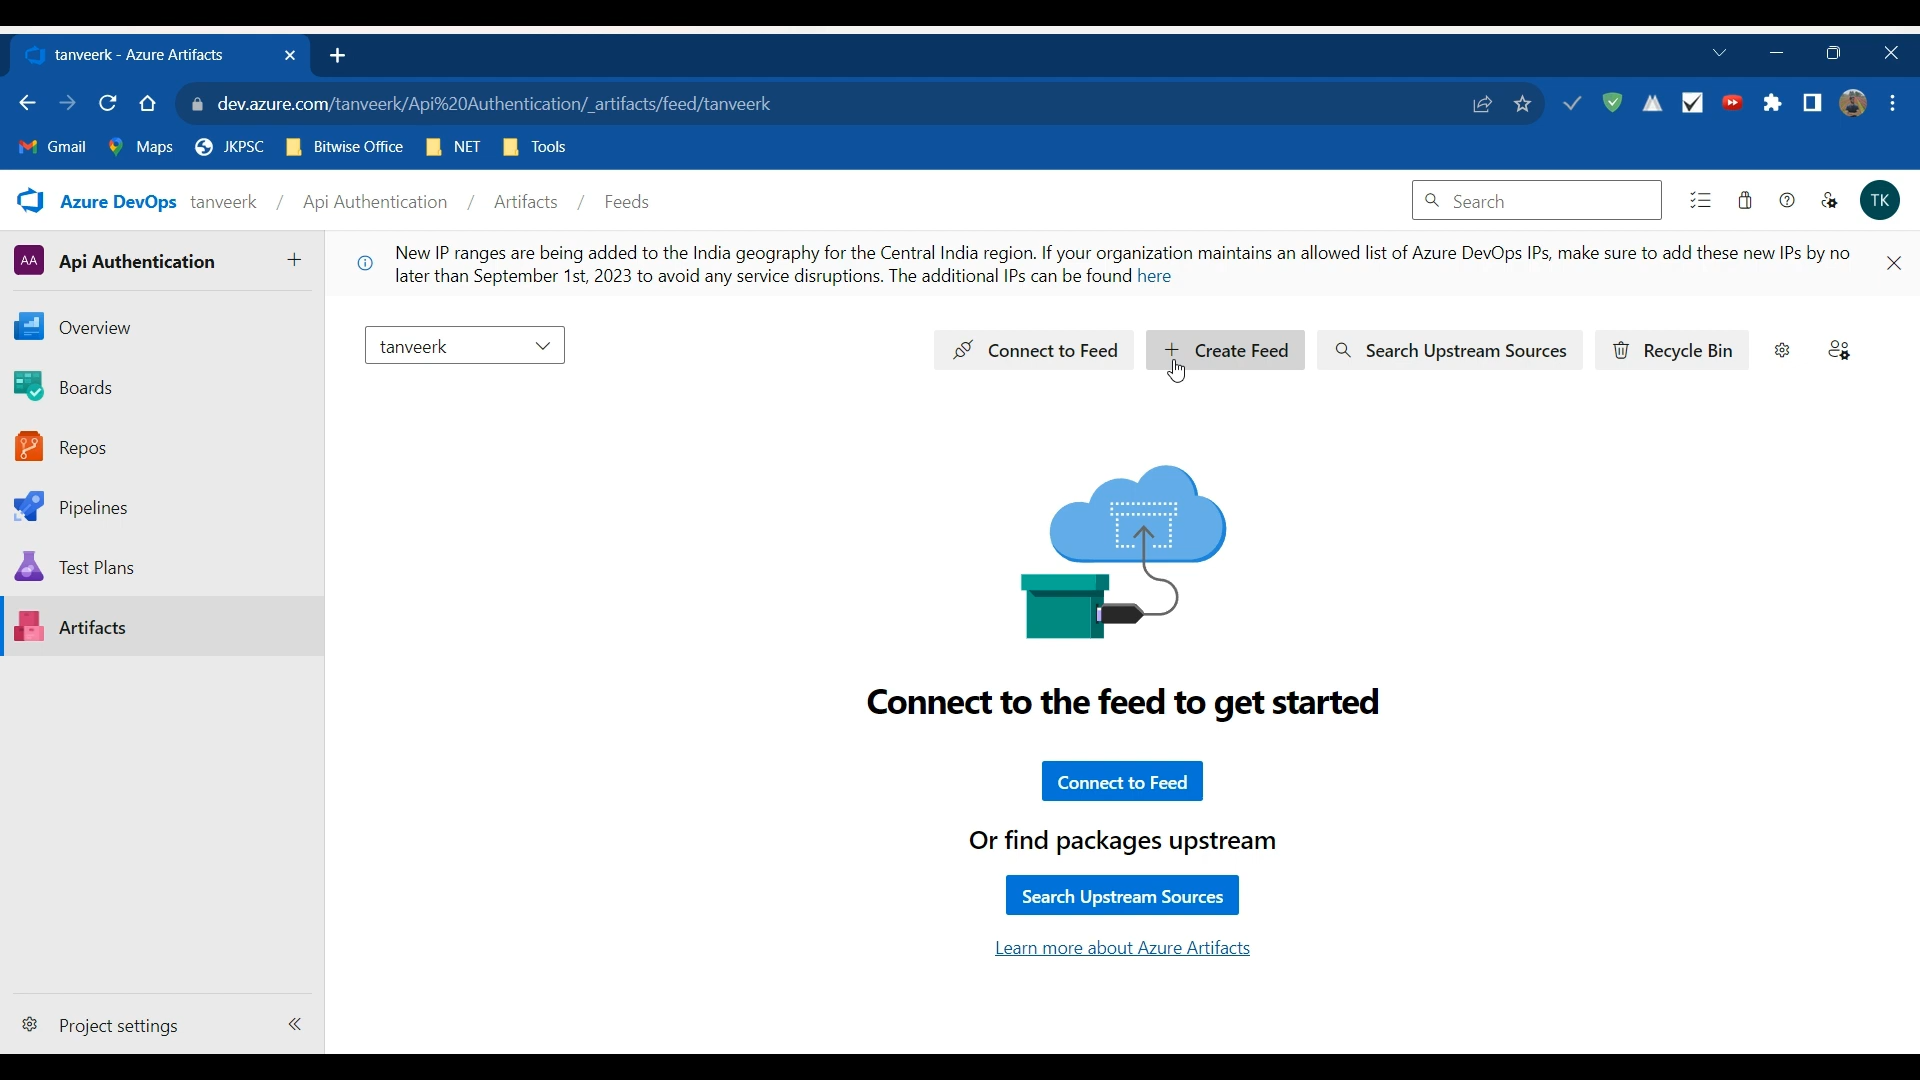 tanveerk - Azure Artifacts
dev.azure.com/tanveerk/Api%20Authentication/_artifacts/feed/tanveerk
Gmail Maps JKPSC Bitwise Office NET Tools
Azure DevOps tanveerk / Api Authentication / Artifacts / Feeds Search TK
AA Api Authentication
New IP ranges are being added to the India geography for the Central India region. If your organization maintains an allowed list of Azure DevOps IPs, make sure to add these new IPs by no
later than September 1st, 2023 to avoid any service disruptions. The additional IPs can be found here
Overview
Boards
Repos
Pipelines
Test Plans
Artifacts
Project settings
tanveerk
Connect to Feed + Create Feed Search Upstream Sources Recycle Bin
Connect to the feed to get started
Connect to Feed
Or find packages upstream
Search Upstream Sources
Learn more about Azure Artifacts